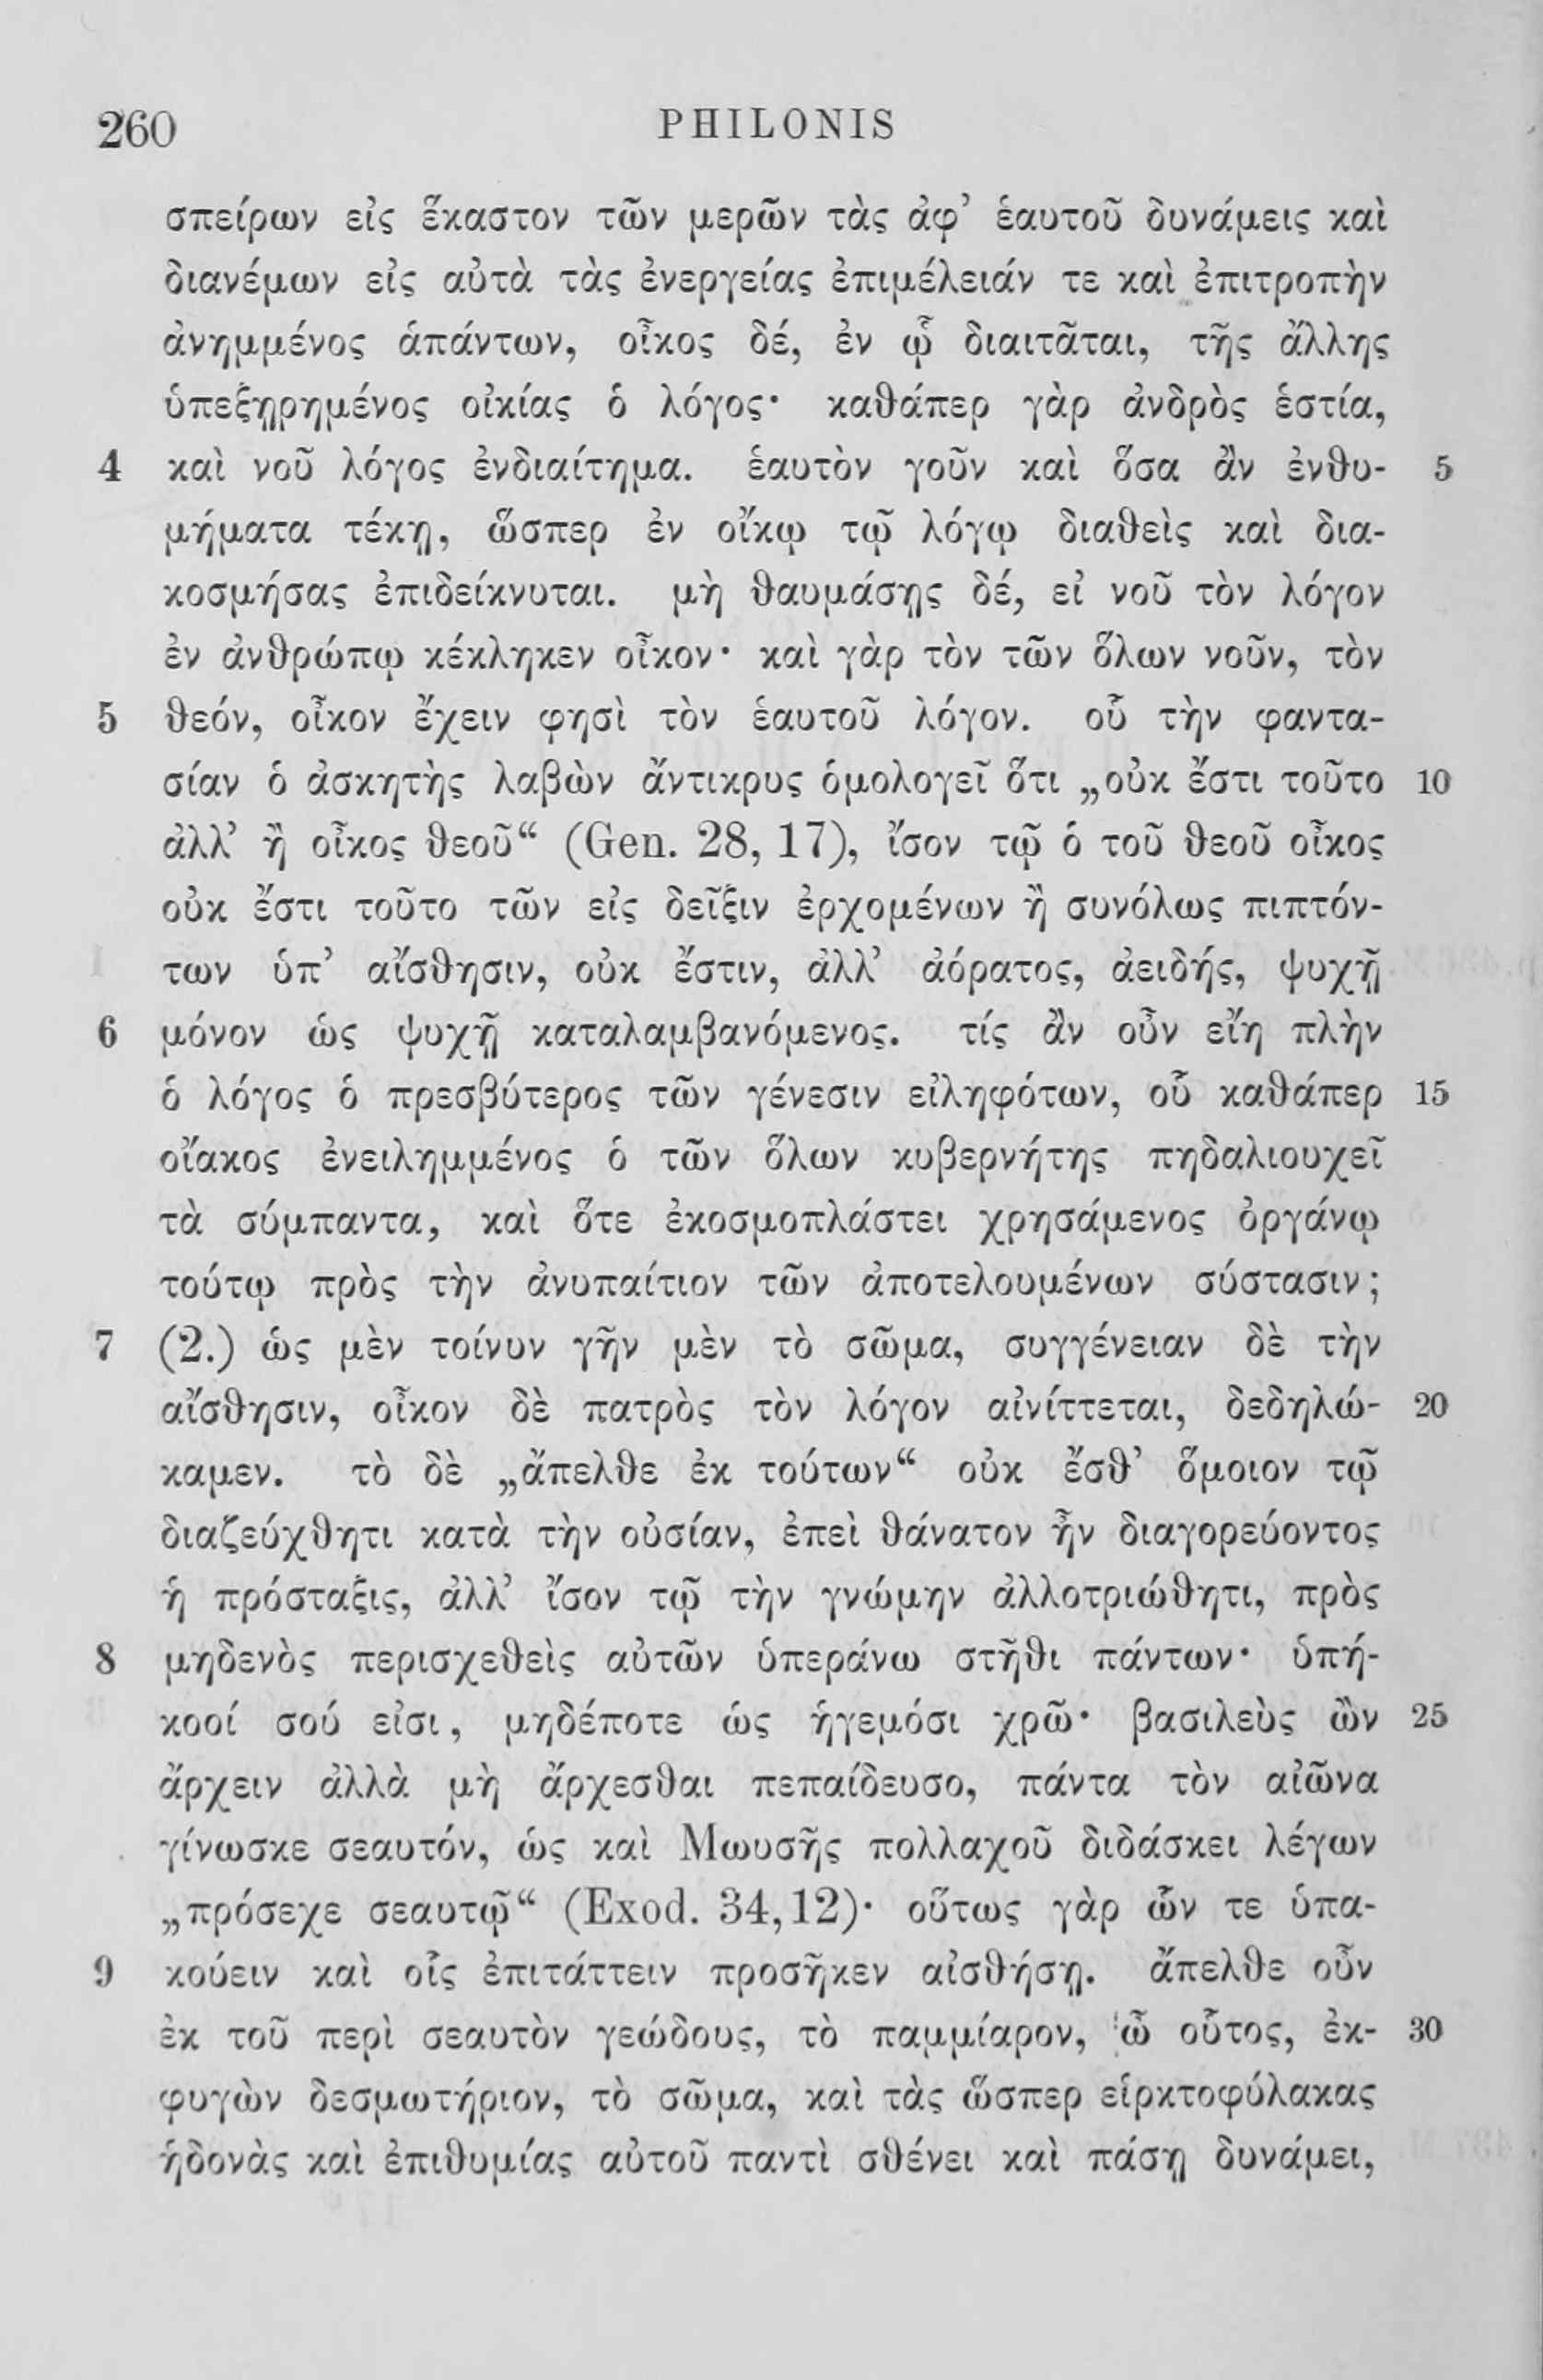 260 PHILONIS
σπείρων εἰς ἕκαστον τῶν μερῶν τὰς ἀφ’ ἑαυτοῦ δυνάμεις καὶ
διανέμων εἰς αὐτὰ τὰς ἐνεργείας ἐπιμέλειάν τε καὶ ἐπιτροπὴν
ἀνημμένος ἁπάντων, οἶκος δέ, ἐν ᾧ διαιτᾶται, τῆς ἄλλης
ὑπεξῃρημένος οἰκίας ὁ λόγος· καθάπερ γὰρ ἀνδρὸς ἑστία,
4 καὶ νοῦ λόγος ἐνδιαίτημα. ἑαυτὸν γοῦν καὶ ὅσα ἂν ἐνθυ- 5
μήματα τέκῃ, ὥσπερ ἐν οἴκῳ τῷ λόγῳ διαθεὶς καὶ δια-
κοσμήσας ἐπιδείκνυται. μὴ θαυμάσῃς δέ, εἰ νοῦ τὸν λόγον
ἐν ἀνθρώπῳ κέκληκεν οἶκον· καὶ γὰρ τὸν τῶν ὅλων νοῦν, τὸν
5 θεόν, οἶκον ἔχειν φησὶ τὸν ἑαυτοῦ λόγον. οὗ τὴν φαντα-
σίαν ὁ ἀσκητὴς λαβὼν ἄντικρυς ὁμολογεῖ ὅτι „οὐκ ἔστι τοῦτο 10
ἀλλ’ ἢ οἶκος θεοῦ“ (Gen. 28, 17), ἴσον τῷ ὁ τοῦ θεοῦ οἶκος
οὐκ ἔστι τοῦτο τῶν εἰς δεῖξιν ἐρχομένων ἢ συνόλως πιπτόν-
των ὑπ’ αἴσθησιν, οὐκ ἔστιν, ἀλλ’ ἀόρατος, ἀειδής, ψυχῇ
6 μόνον ὡς ψυχῇ καταλαμβανόμενος. τίς ἂν οὖν εἴη πλὴν
ὁ λόγος ὁ πρεσβύτερος τῶν γένεσιν εἰληφότων, οὗ καθάπερ 15
οἴακος ἐνειλημμένος ὁ τῶν ὅλων κυβερνήτης πηδαλιουχεῖ
τὰ σύμπαντα, καὶ ὅτε ἐκοσμοπλάστει χρησάμενος ὀργάνῳ
τούτῳ πρὸς τὴν ἀνυπαίτιον τῶν ἀποτελουμένων σύστασιν;
7 (2.) ὡς μὲν τοίνυν γῆν μὲν τὸ σῶμα, συγγένειαν δὲ τὴν
αἴσθησιν, οἶκον δὲ πατρὸς τὸν λόγον αἰνίττεται, δεδηλώ- 20
καμεν. τὸ δὲ „ἄπελθε ἐκ τούτων“ οὐκ ἔσθ’ ὅμοιον τῷ
διαζεύχθητι κατὰ τὴν οὐσίαν, ἐπεὶ θάνατον ἦν διαγορεύοντος
ἡ πρόσταξις, ἀλλ’ ἴσον τῷ τὴν γνώμην ἀλλοτριώθητι, πρὸς
8 μηδενὸς περισχεθεὶς αὐτῶν ὑπεράνω στῆθι πάντων· ὑπή-
κοοί σού εἰσι, μηδέποτε ὡς ἡγεμόσι χρῶ· βασιλεὺς ὢν 25
ἄρχειν ἀλλὰ μὴ ἄρχεσθαι πεπαίδευσο, πάντα τὸν αἰῶνα
γίνωσκε σεαυτόν, ὡς καὶ Μωυσῆς πολλαχοῦ διδάσκει λέγων
„πρόσεχε σεαυτῷ“ (Exod. 34,12)· οὕτως γὰρ ὧν τε ὑπα-
9 κούειν καὶ οἷς ἐπιτάττειν προσῆκεν αἰσθήσῃ. ἄπελθε οὖν
ἐκ τοῦ περὶ σεαυτὸν γεώδους, τὸ παμμίαρον, ὦ οὗτος, ἐκ- 30
φυγὼν δεσμωτήριον, τὸ σῶμα, καὶ τὰς ὥσπερ εἱρκτοφύλακας
ἡδονὰς καὶ ἐπιθυμίας αὐτοῦ παντὶ σθένει καὶ πάσῃ δυνάμει,